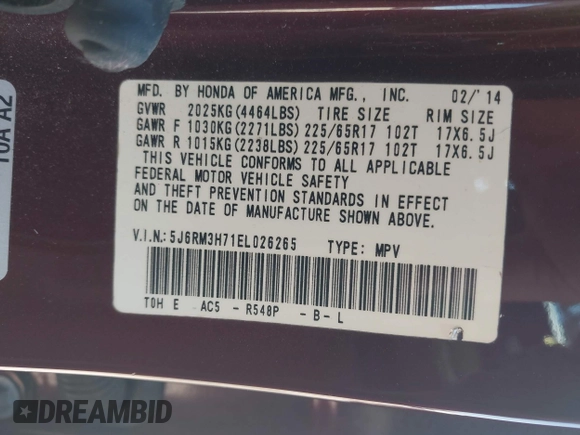 MFD. BY HONDA OF AMERICA MFG., INC. 02/'14
GVWR 2025KG(4464LBS) TIRE SIZE RIM SIZE
GAWR F 1030KG(2271LBS) 225/65R17 102T 17X6.5J
GAWR R 1015KG(2238LBS) 225/65R17 102T 17X6.5J
THIS VEHICLE CONFORMS TO ALL APPLICABLE
FEDERAL MOTOR VEHICLE SAFETY
AND THEFT PREVENTION STANDARDS IN EFFECT
ON THE DATE OF MANUFACTURE SHOWN ABOVE.
V.I.N.:5J6RM3H71EL026265 TYPE: MPV
T0H E AC5 - R548P - B - L
10A A2
DREAMBID